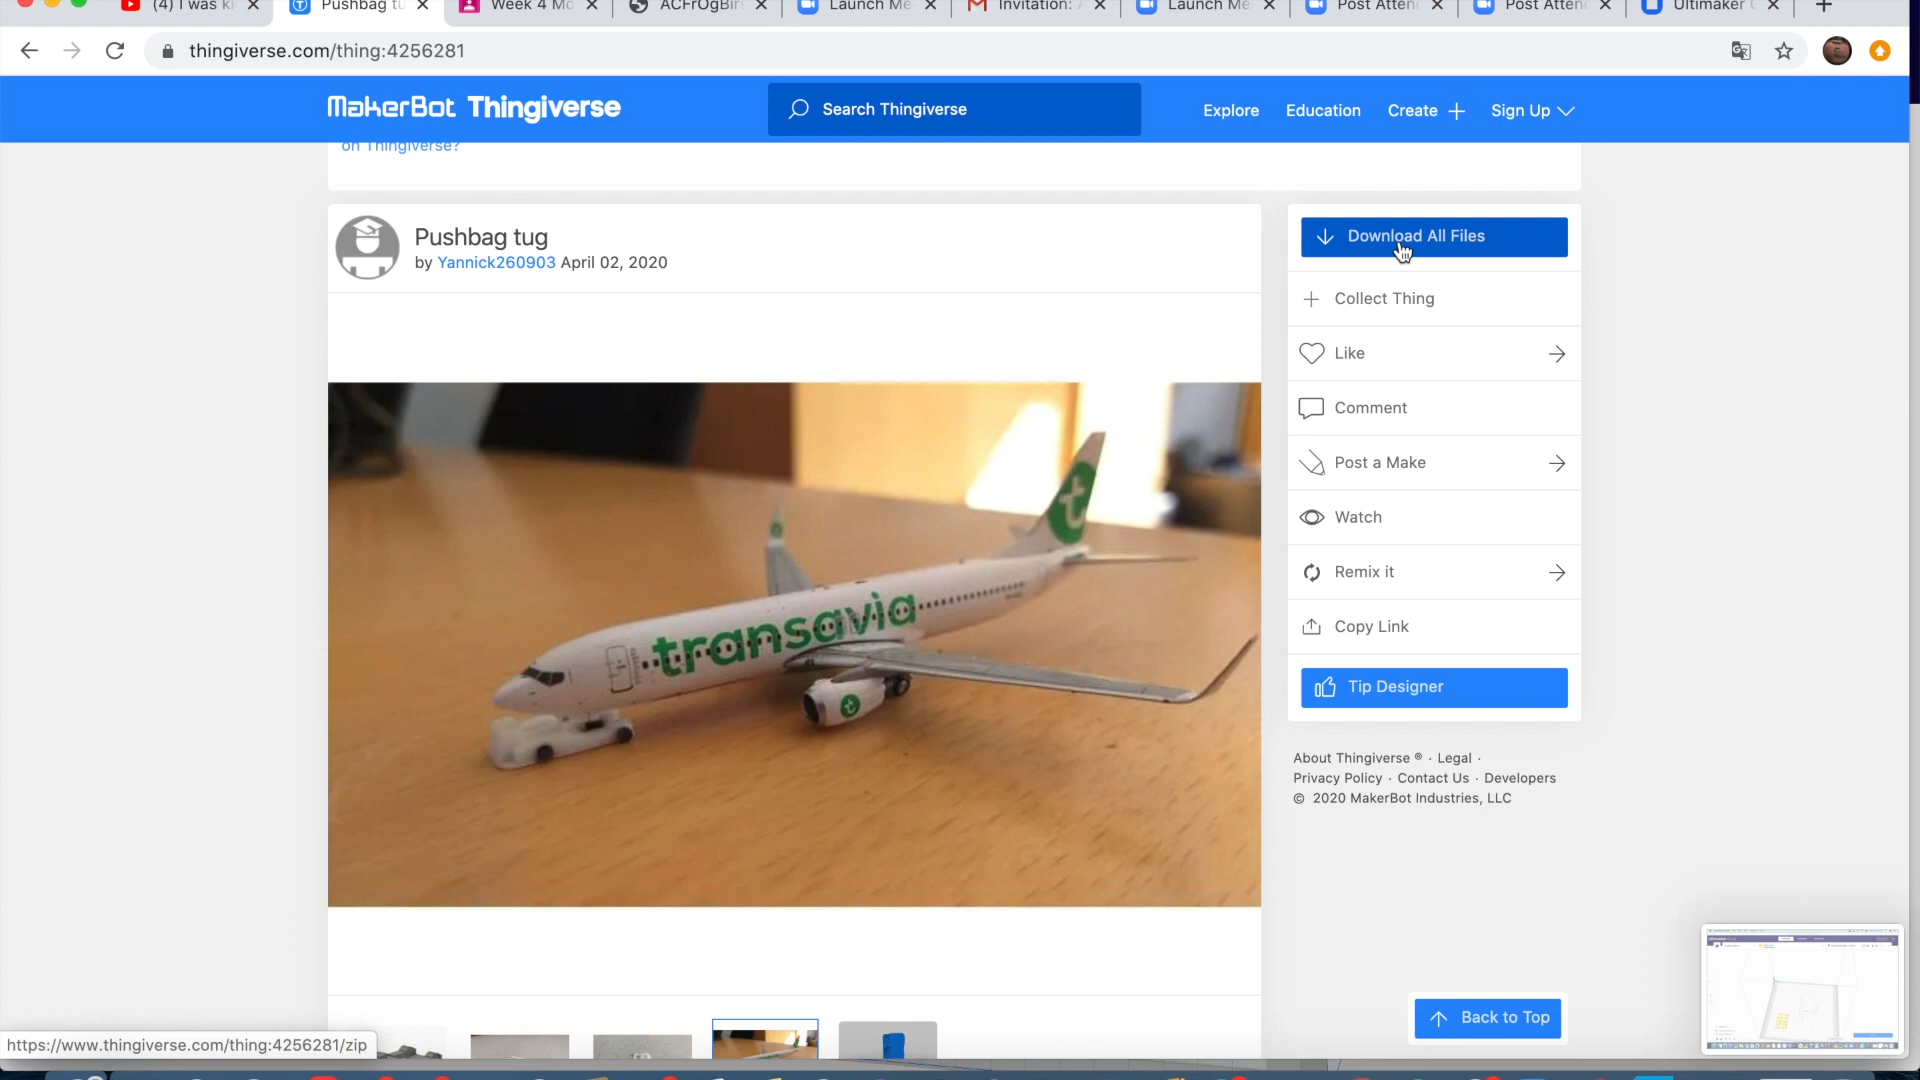 (4) I was k
Pushbag tu
Week 4 Mo
ACFrOgBir
Launch Me
Invitation:
Launch Me
Post Atten
Post Atten
Ultimaker
thingiverse.com/thing:4256281
MakerBot Thingiverse
Search Thingiverse
Explore
Education
Create
Sign Up
on Thingiverse?
Pushbag tug
by Yannick260903 April 02, 2020
transavia
t
t
Download All Files
Collect Thing
Like
Comment
Post a Make
Watch
Remix it
Copy Link
Tip Designer
About Thingiverse ® · Legal ·
Privacy Policy · Contact Us · Developers
© 2020 MakerBot Industries, LLC
Back to Top
https://www.thingiverse.com/thing:4256281/zip